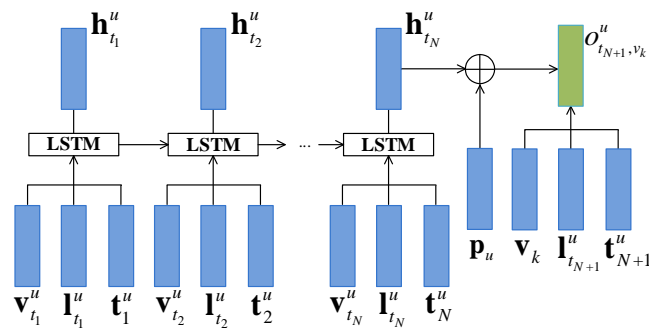 h^u_{t_1} h^u_{t_2} h^u_{t_N} o^u_{t_{N+1}, v_k}
LSTM LSTM ... LSTM
v^u_{t_1} l^u_{t_1} t^u_1 v^u_{t_2} l^u_{t_2} t^u_2 v^u_{t_N} l^u_{t_N} t^u_N p_u v_k l^u_{t_{N+1}} t^u_{N+1}